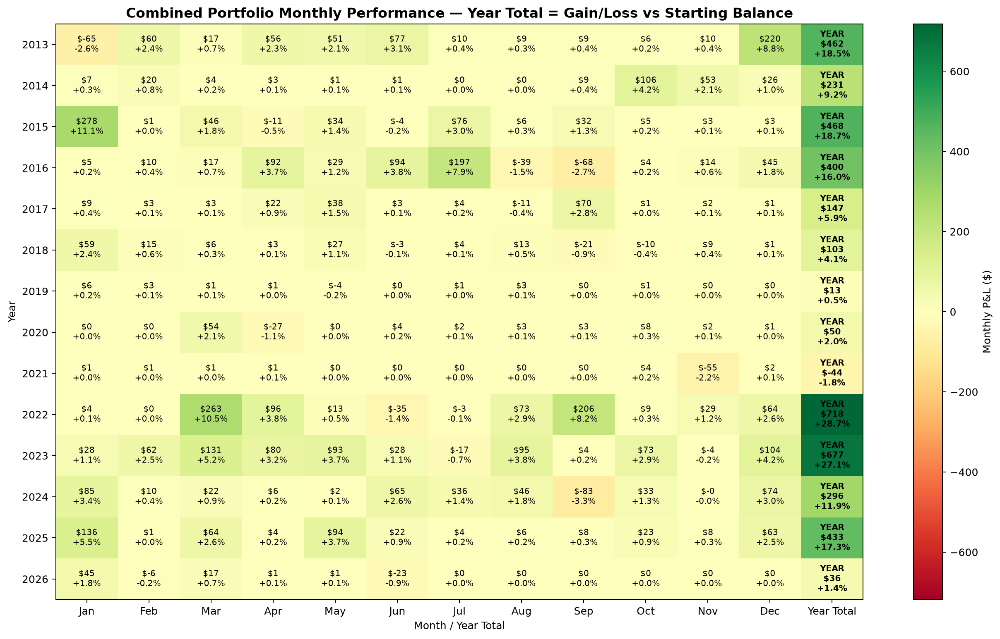 Combined Portfolio Monthly Performance — Year Total = Gain/Loss vs Starting Balance
2013
$-65 $60 $17 $56 $51 $77 $10 $9 $9 $6 $10 $220
-2.6% +2.4% +0.7% +2.3% +2.1% +3.1% +0.4% +0.3% +0.4% +0.2% +0.4% +8.8%
YEAR
$462
+18.5%
2014
$7 $20 $4 $3 $1 $1 $0 $0 $9 $106 $53 $26
+0.3% +0.8% +0.2% +0.1% +0.1% +0.1% +0.0% +0.0% +0.4% +4.2% +2.1% +1.0%
YEAR
$231
+9.2%
2015
$278 $1 $46 $-11 $34 $-4 $76 $6 $32 $5 $3 $3
+11.1% +0.0% +1.8% -0.5% +1.4% -0.2% +3.0% +0.3% +1.3% +0.2% +0.1% +0.1%
YEAR
$468
+18.7%
2016
$5 $10 $17 $92 $29 $94 $197 $-39 $-68 $4 $14 $45
+0.2% +0.4% +0.7% +3.7% +1.2% +3.8% +7.9% -1.5% -2.7% +0.2% +0.6% +1.8%
YEAR
$400
+16.0%
2017
$9 $3 $3 $22 $38 $3 $4 $-11 $70 $1 $2 $1
+0.4% +0.1% +0.1% +0.9% +1.5% +0.1% +0.2% -0.4% +2.8% +0.0% +0.1% +0.1%
YEAR
$147
+5.9%
2018
$59 $15 $6 $3 $27 $-3 $4 $13 $-21 $-10 $9 $1
+2.4% +0.6% +0.3% +0.1% +1.1% -0.1% +0.1% +0.5% -0.9% -0.4% +0.4% +0.1%
YEAR
$103
+4.1%
2019
$6 $3 $1 $1 $-4 $0 $1 $3 $0 $1 $0 $0
+0.2% +0.1% +0.1% +0.0% -0.2% +0.0% +0.0% +0.1% +0.0% +0.0% +0.0% +0.0%
YEAR
$13
+0.5%
2020
$0 $0 $54 $-27 $0 $4 $2 $3 $3 $8 $2 $1
+0.0% +0.0% +2.1% -1.1% +0.0% +0.2% +0.1% +0.1% +0.1% +0.3% +0.1% +0.0%
YEAR
$50
+2.0%
2021
$1 $1 $1 $1 $0 $0 $0 $0 $0 $4 $-55 $2
+0.0% +0.0% +0.0% +0.1% +0.0% +0.0% +0.0% +0.0% +0.0% +0.2% -2.2% +0.1%
YEAR
$-44
-1.8%
2022
$4 $0 $263 $96 $13 $-35 $-3 $73 $206 $9 $29 $64
+0.1% +0.0% +10.5% +3.8% +0.5% -1.4% -0.1% +2.9% +8.2% +0.3% +1.2% +2.6%
YEAR
$718
+28.7%
2023
$28 $62 $131 $80 $93 $28 $-17 $95 $4 $73 $-4 $104
+1.1% +2.5% +5.2% +3.2% +3.7% +1.1% -0.7% +3.8% +0.2% +2.9% -0.2% +4.2%
YEAR
$677
+27.1%
2024
$85 $10 $22 $6 $2 $65 $36 $46 $-83 $33 $-0 $74
+3.4% +0.4% +0.9% +0.2% +0.1% +2.6% +1.4% +1.8% -3.3% +1.3% -0.0% +3.0%
YEAR
$296
+11.9%
2025
$136 $1 $64 $4 $94 $22 $4 $6 $8 $23 $8 $63
+5.5% +0.0% +2.6% +0.2% +3.7% +0.9% +0.2% +0.2% +0.3% +0.9% +0.3% +2.5%
YEAR
$433
+17.3%
2026
$45 $-6 $17 $1 $1 $-23 $0 $0 $0 $0 $0 $0
+1.8% -0.2% +0.7% +0.1% +0.1% -0.9% +0.0% +0.0% +0.0% +0.0% +0.0% +0.0%
YEAR
$36
+1.4%
Jan Feb Mar Apr May Jun Jul Aug Sep Oct Nov Dec Year Total
Month / Year Total
Year
600
400
200
0
−200
−400
−600
Monthly P&L ($)